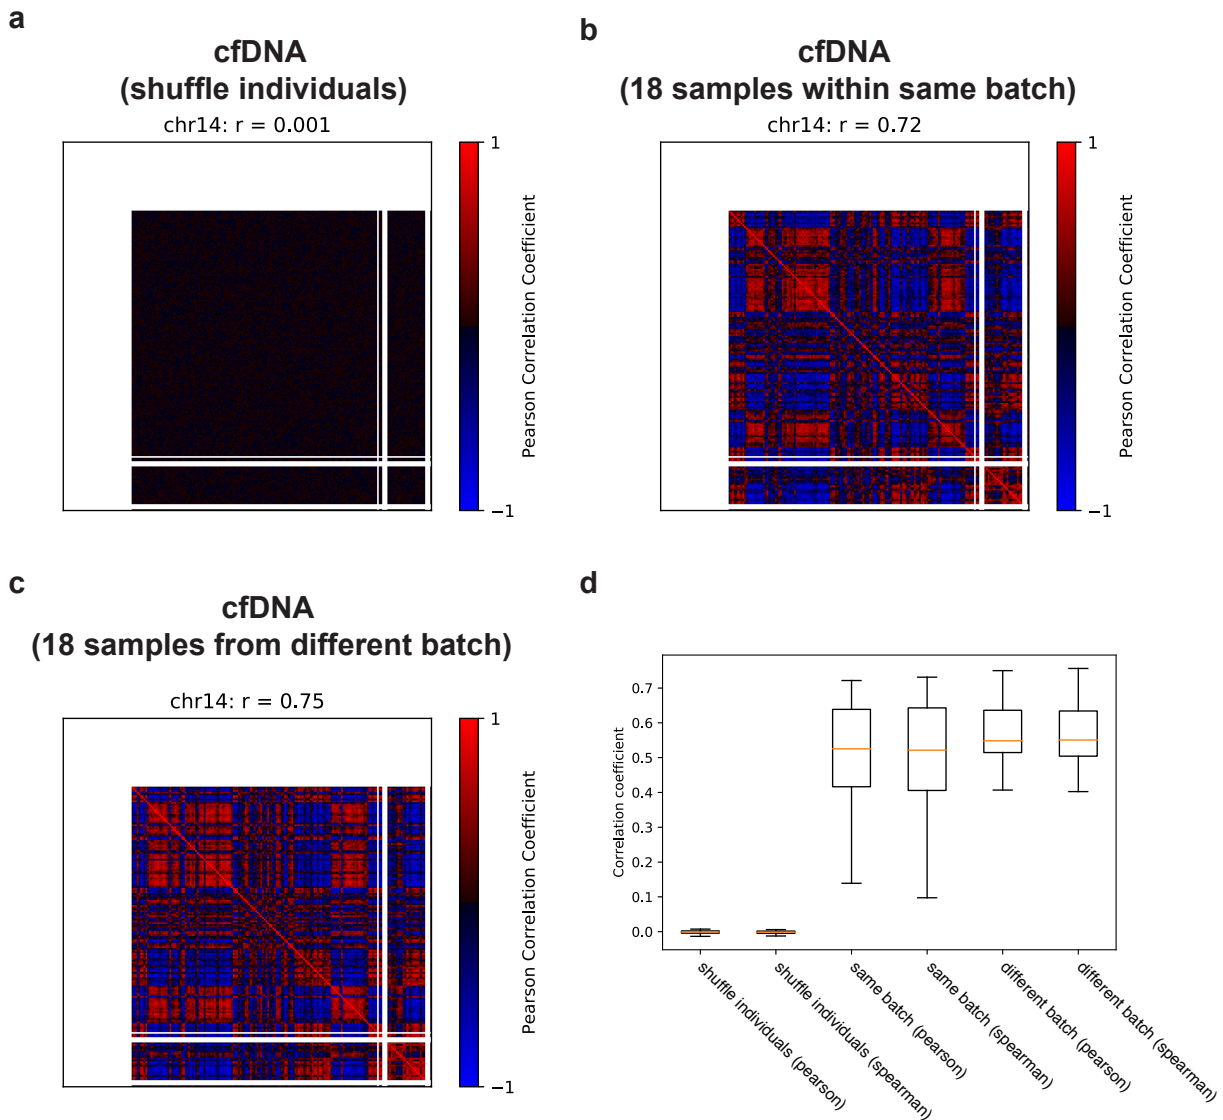 a
cfDNA
(shuffle individuals)
chr14: r = 0.001
1
Pearson Correlation Coefficient
−1
b
cfDNA
(18 samples within same batch)
chr14: r = 0.72
1
Pearson Correlation Coefficient
−1
c
cfDNA
(18 samples from different batch)
chr14: r = 0.75
1
Pearson Correlation Coefficient
−1
d
Correlation coefficient
0.7
0.6
0.5
0.4
0.3
0.2
0.1
0.0
shuffle individuals (pearson)
shuffle individuals (spearman)
same batch (pearson)
same batch (spearman)
different batch (pearson)
different batch (spearman)